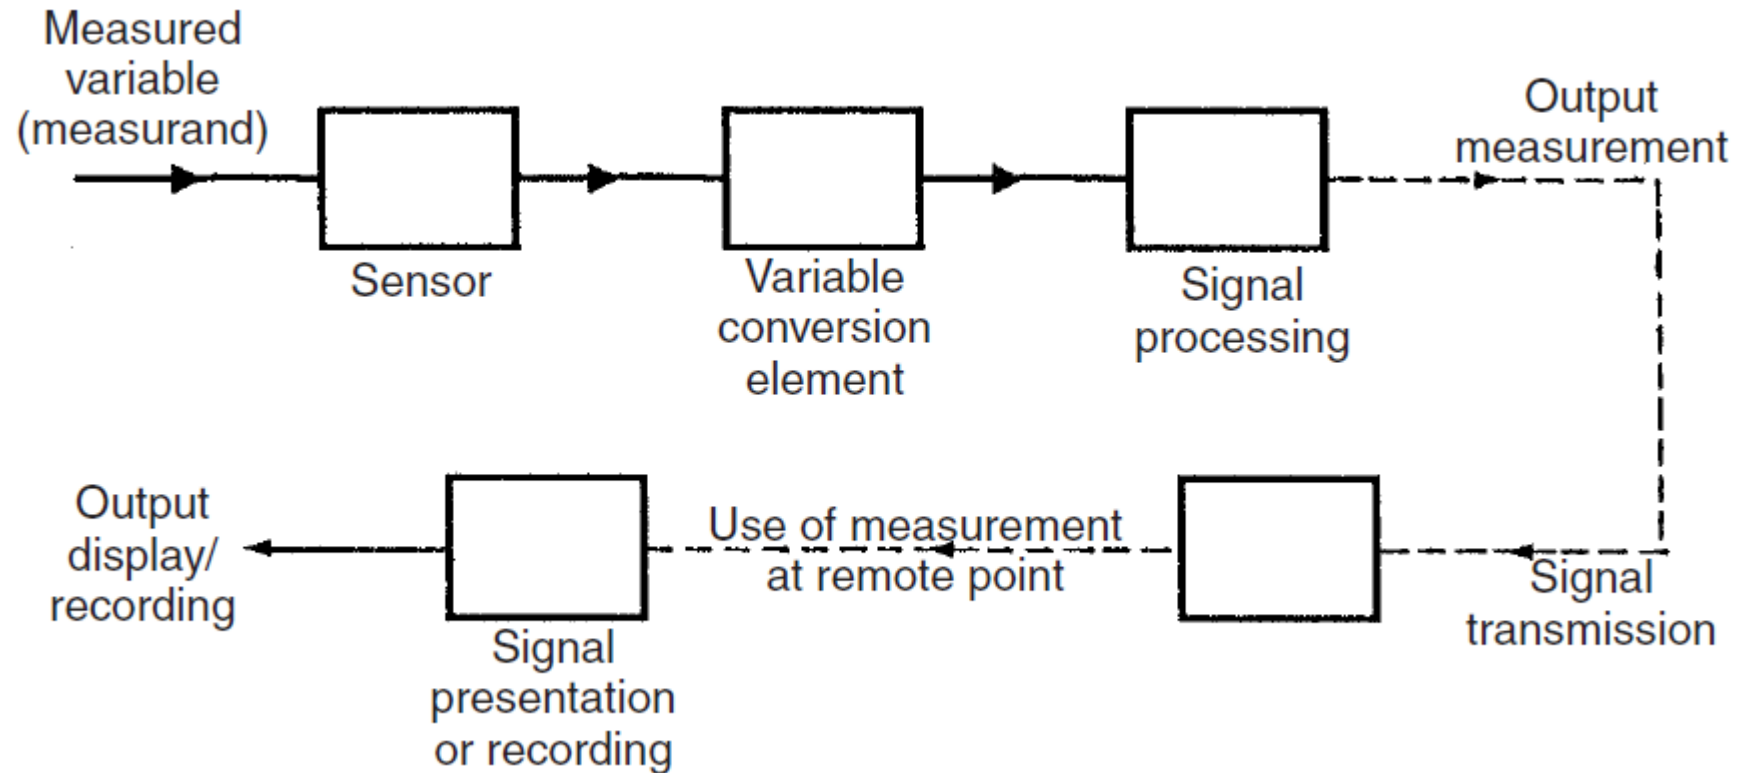 Measured
variable
(measurand)
Output
measurement
Sensor
Variable
conversion
element
Signal
processing
Output
display/
recording
Use of measurement
at remote point
Signal
transmission
Signal
presentation
or recording